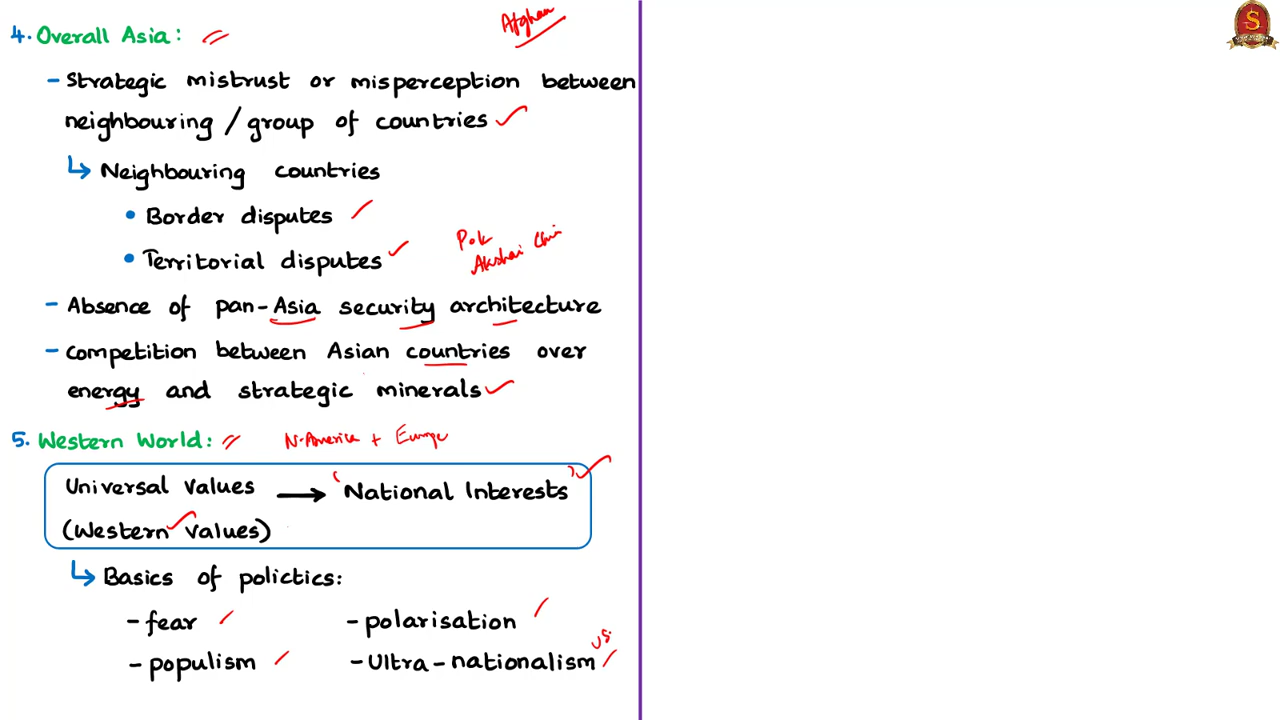 Afghan
4. Overall Asia:
- Strategic mistrust or misperception between
neighbouring / group of countries
↳ Neighbouring countries
• Border disputes
• Territorial disputes
Pok
Akshai Chin
- Absence of pan-Asia security architecture
- Competition between Asian countries over
energy and strategic minerals
5. Western World:
N-America + Europe
Universal values → 'National Interests'
(Western values)
↳ Basics of polictics:
- fear - polarisation
US
- populism - Ultra-nationalism
S